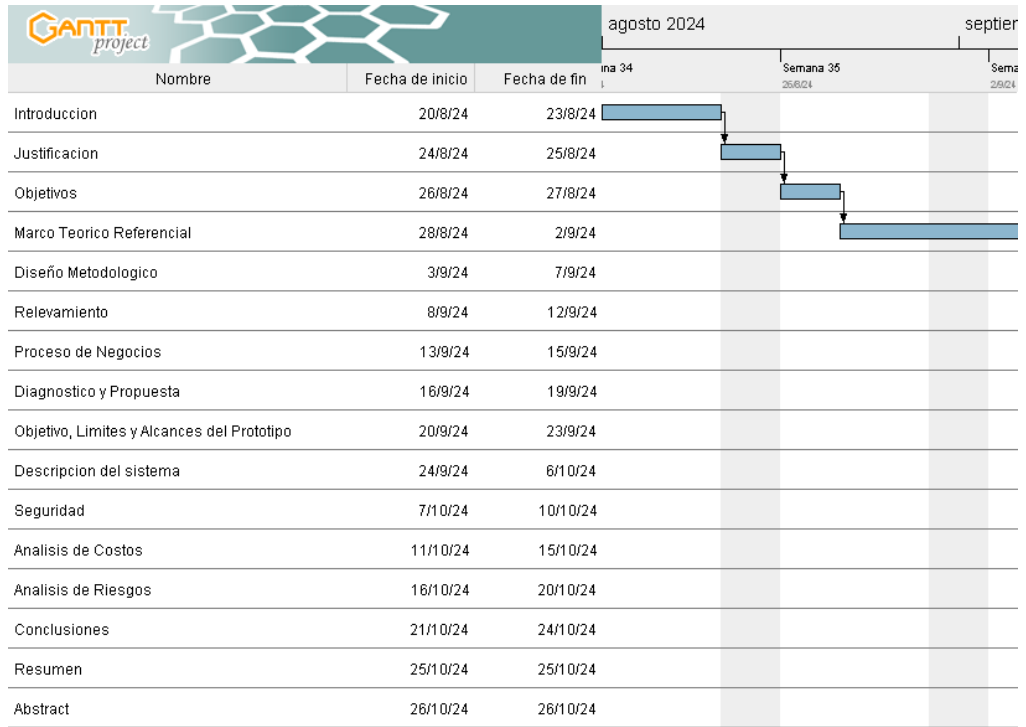 GANTT project
agosto 2024 septier
Nombre Fecha de inicio Fecha de fin
na 34 Semana 35 Sema
26/8/24 2/9/24
Introduccion 20/8/24 23/8/24
Justificacion 24/8/24 25/8/24
Objetivos 26/8/24 27/8/24
Marco Teorico Referencial 28/8/24 2/9/24
Diseño Metodologico 3/9/24 7/9/24
Relevamiento 8/9/24 12/9/24
Proceso de Negocios 13/9/24 15/9/24
Diagnostico y Propuesta 16/9/24 19/9/24
Objetivo, Limites y Alcances del Prototipo 20/9/24 23/9/24
Descripcion del sistema 24/9/24 6/10/24
Seguridad 7/10/24 10/10/24
Analisis de Costos 11/10/24 15/10/24
Analisis de Riesgos 16/10/24 20/10/24
Conclusiones 21/10/24 24/10/24
Resumen 25/10/24 25/10/24
Abstract 26/10/24 26/10/24